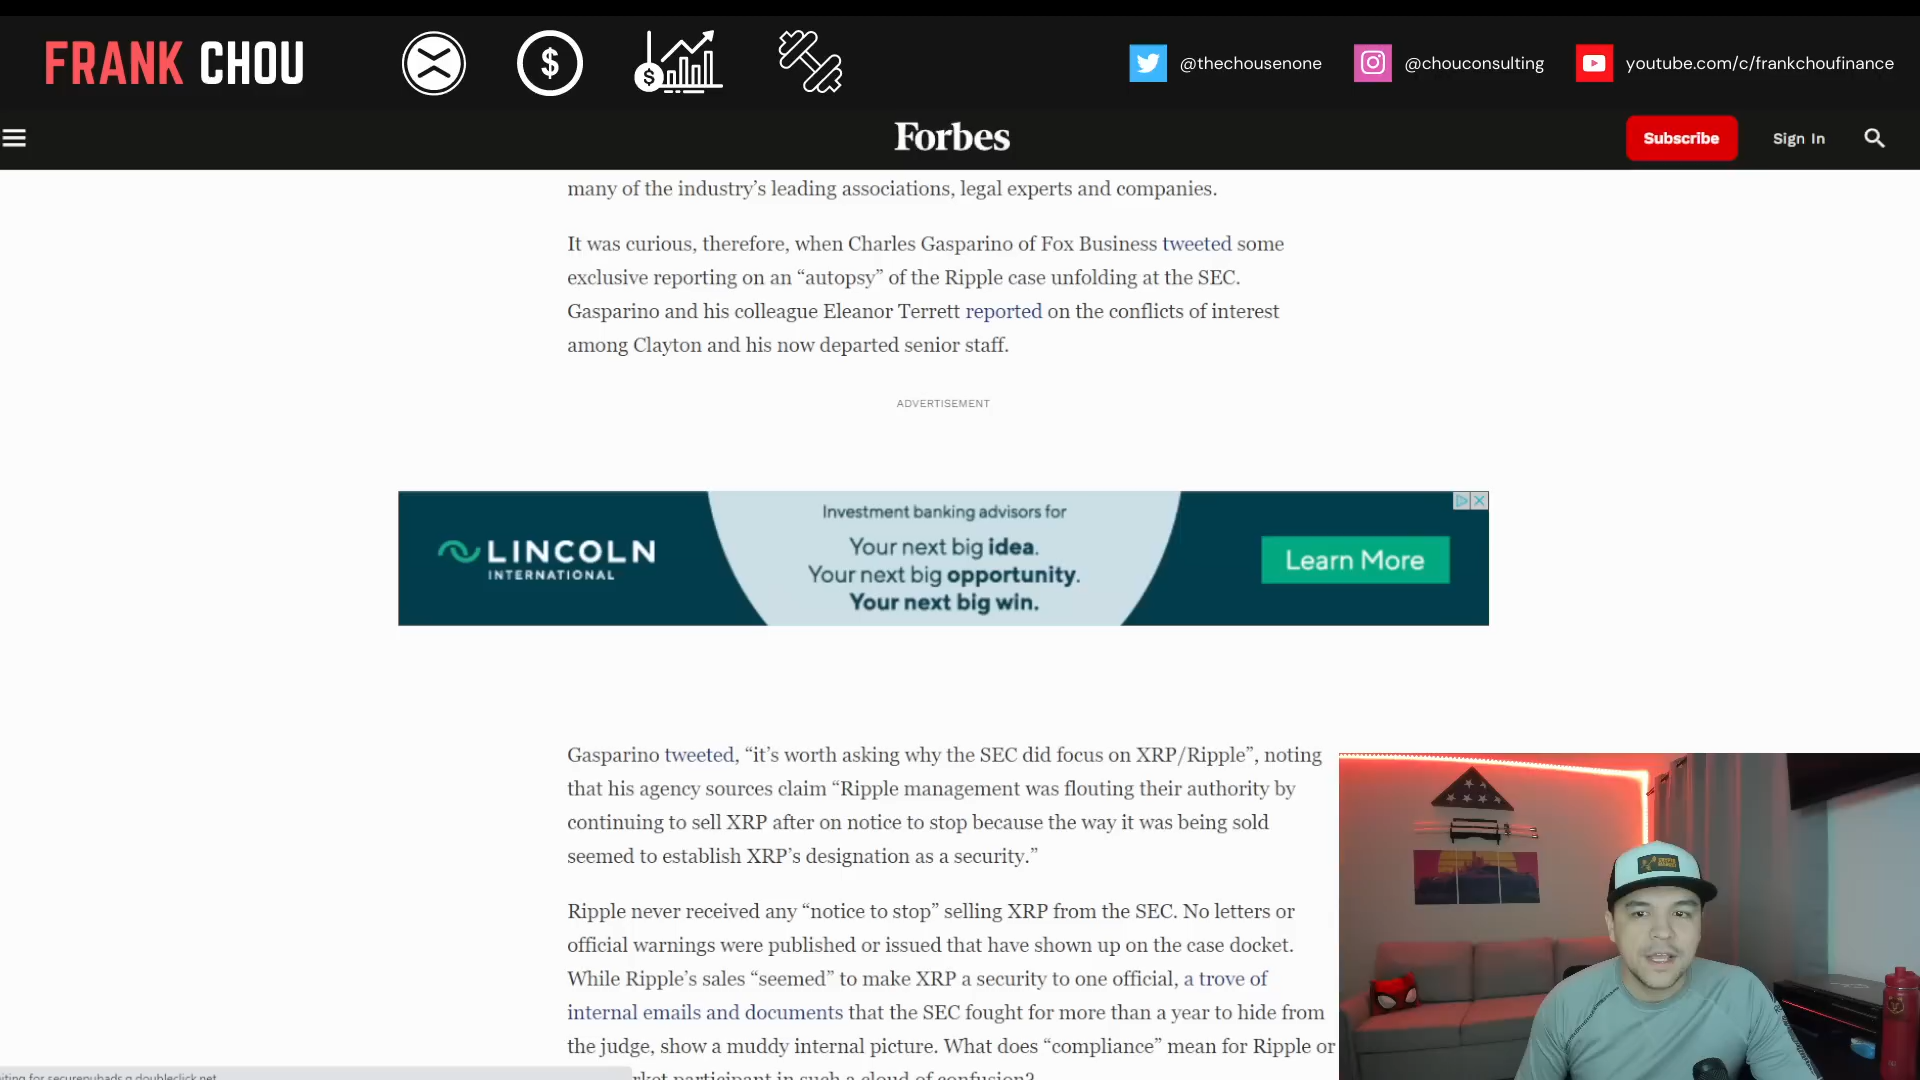 FRANK CHOU
@thechousenone
@chouconsulting
youtube.com/c/frankchoufinance
Forbes
Subscribe
Sign In
many of the industry’s leading associations, legal experts and companies.
It was curious, therefore, when Charles Gasparino of Fox Business tweeted some
exclusive reporting on an “autopsy” of the Ripple case unfolding at the SEC.
Gasparino and his colleague Eleanor Terrett reported on the conflicts of interest
among Clayton and his now departed senior staff.
ADVERTISEMENT
LINCOLN
INTERNATIONAL
Investment banking advisors for
Your next big idea.
Your next big opportunity.
Your next big win.
Learn More
Gasparino tweeted, “it’s worth asking why the SEC did focus on XRP/Ripple”, noting
that his agency sources claim “Ripple management was flouting their authority by
continuing to sell XRP after on notice to stop because the way it was being sold
seemed to establish XRP’s designation as a security.”
Ripple never received any “notice to stop” selling XRP from the SEC. No letters or
official warnings were published or issued that have shown up on the case docket.
While Ripple’s sales “seemed” to make XRP a security to one official, a trove of
internal emails and documents that the SEC fought for more than a year to hide from
the judge, show a muddy internal picture. What does “compliance” mean for Ripple or
participant in such a cloud of confusion?